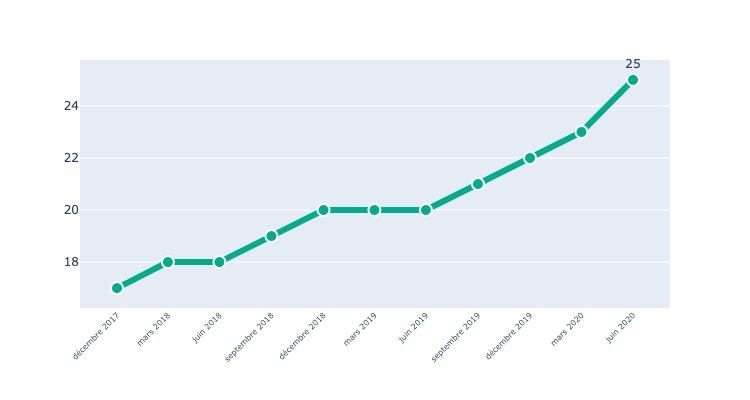 25
24
22
20
18
décembre 2017
mars 2018
juin 2018
septembre 2018
décembre 2018
mars 2019
juin 2019
septembre 2019
décembre 2019
mars 2020
juin 2020